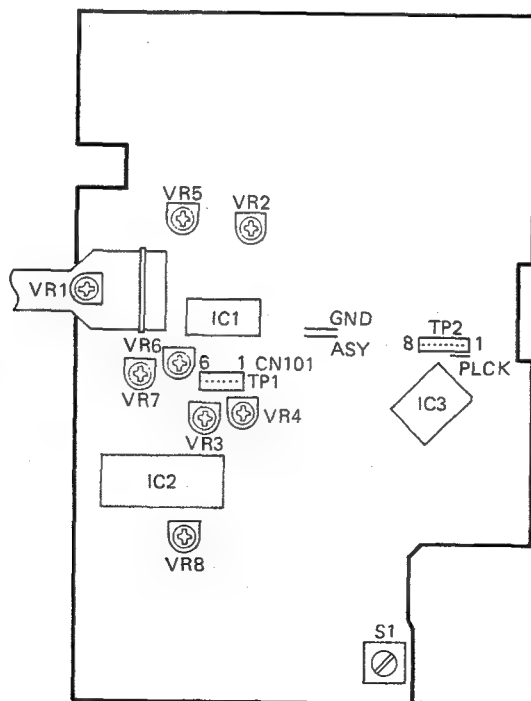 VR5
VR2
VR1
IC1
GND
ASY
TP2
8 1
PLCK
VR6
6 1 CN101
TP1
VR7
IC3
VR4
VR3
IC2
VR8
S1